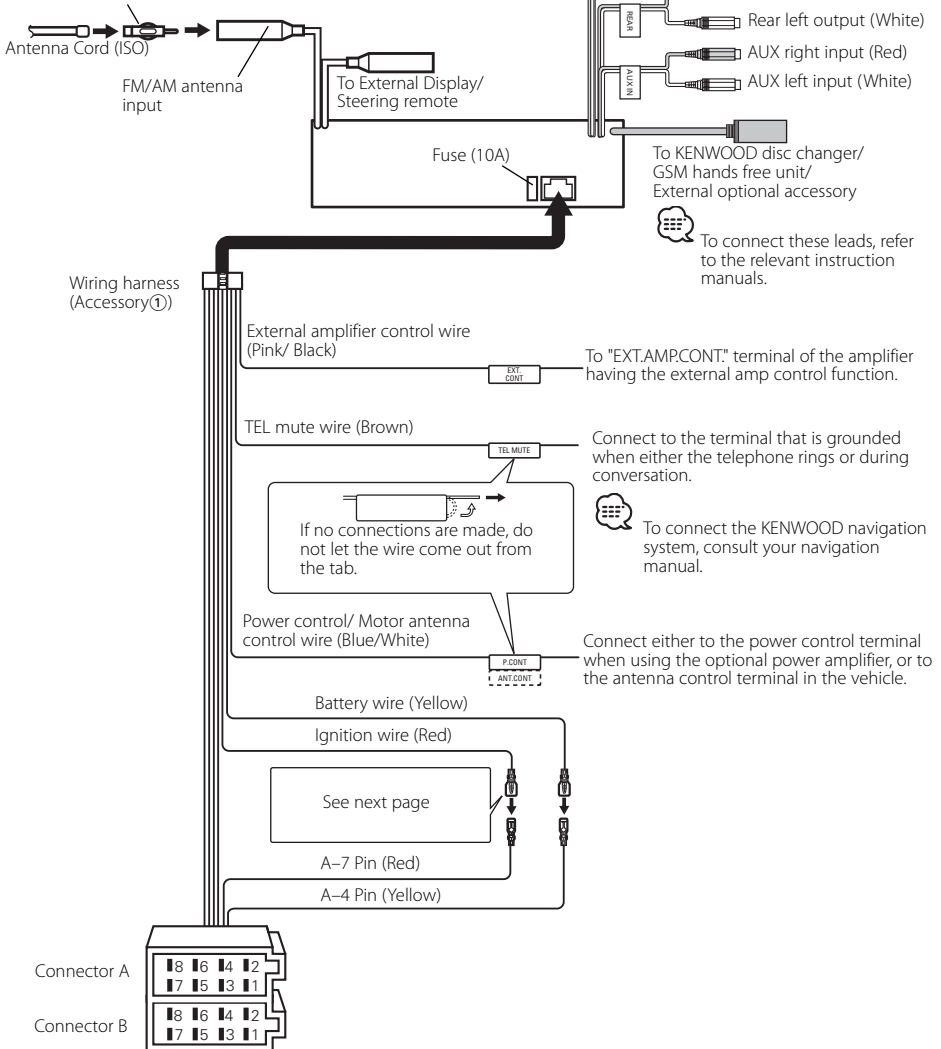 REAR
Rear left output (White)
AUX right input (Red)
AUX IN
AUX left input (White)
Antenna Cord (ISO)
FM/AM antenna
input
To External Display/
Steering remote
Fuse (10A)
To KENWOOD disc changer/
GSM hands free unit/
External optional accessory
To connect these leads, refer
to the relevant instruction
manuals.
Wiring harness
(Accessory①)
External amplifier control wire
(Pink/ Black)
EXT.
CONT
To "EXT.AMP.CONT." terminal of the amplifier
having the external amp control function.
TEL mute wire (Brown)
TEL MUTE
Connect to the terminal that is grounded
when either the telephone rings or during
conversation.
If no connections are made, do
not let the wire come out from
the tab.
To connect the KENWOOD navigation
system, consult your navigation
manual.
Power control/ Motor antenna
control wire (Blue/White)
P.CONT
ANT.CONT
Connect either to the power control terminal
when using the optional power amplifier, or to
the antenna control terminal in the vehicle.
Battery wire (Yellow)
Ignition wire (Red)
See next page
A–7 Pin (Red)
A–4 Pin (Yellow)
Connector A
8 6 4 2
7 5 3 1
Connector B
8 6 4 2
7 5 3 1